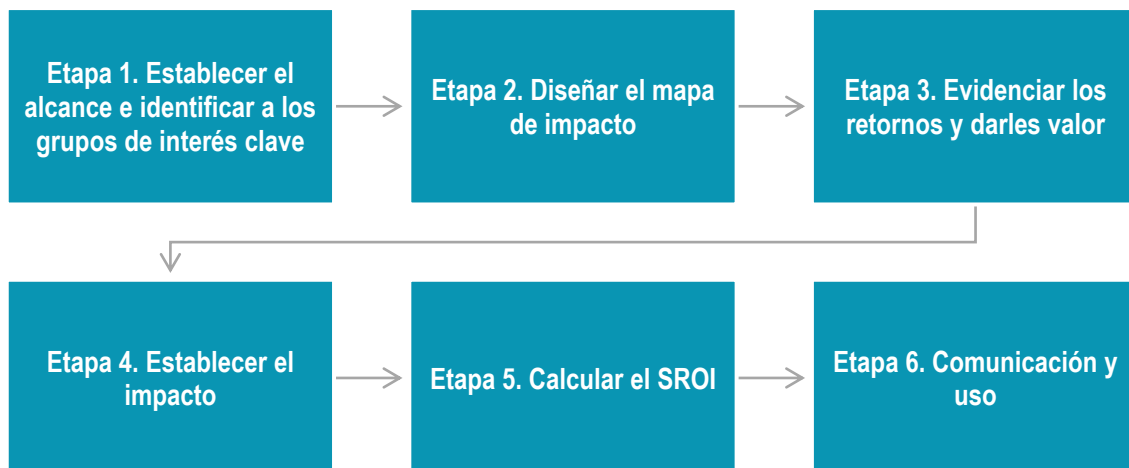 Etapa 1. Establecer el
alcance e identificar a los
grupos de interés clave
Etapa 2. Diseñar el mapa
de impacto
Etapa 3. Evidenciar los
retornos y darles valor
Etapa 4. Establecer el
impacto
Etapa 5. Calcular el SROI
Etapa 6. Comunicación y
uso